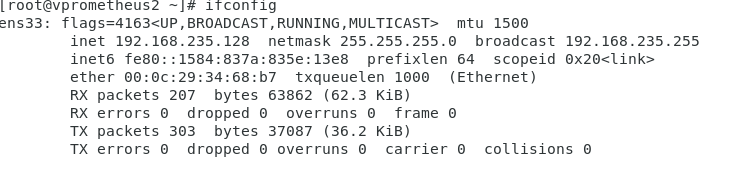 [root@vprometheus2 ~]# ifconfig
ens33: flags=4163<UP,BROADCAST,RUNNING,MULTICAST>  mtu 1500
        inet 192.168.235.128  netmask 255.255.255.0  broadcast 192.168.235.255
        inet6 fe80::1584:837a:835e:13e8  prefixlen 64  scopeid 0x20<link>
        ether 00:0c:29:34:68:b7  txqueuelen 1000  (Ethernet)
        RX packets 207  bytes 63862 (62.3 KiB)
        RX errors 0  dropped 0  overruns 0  frame 0
        TX packets 303  bytes 37087 (36.2 KiB)
        TX errors 0  dropped 0 overruns 0  carrier 0  collisions 0